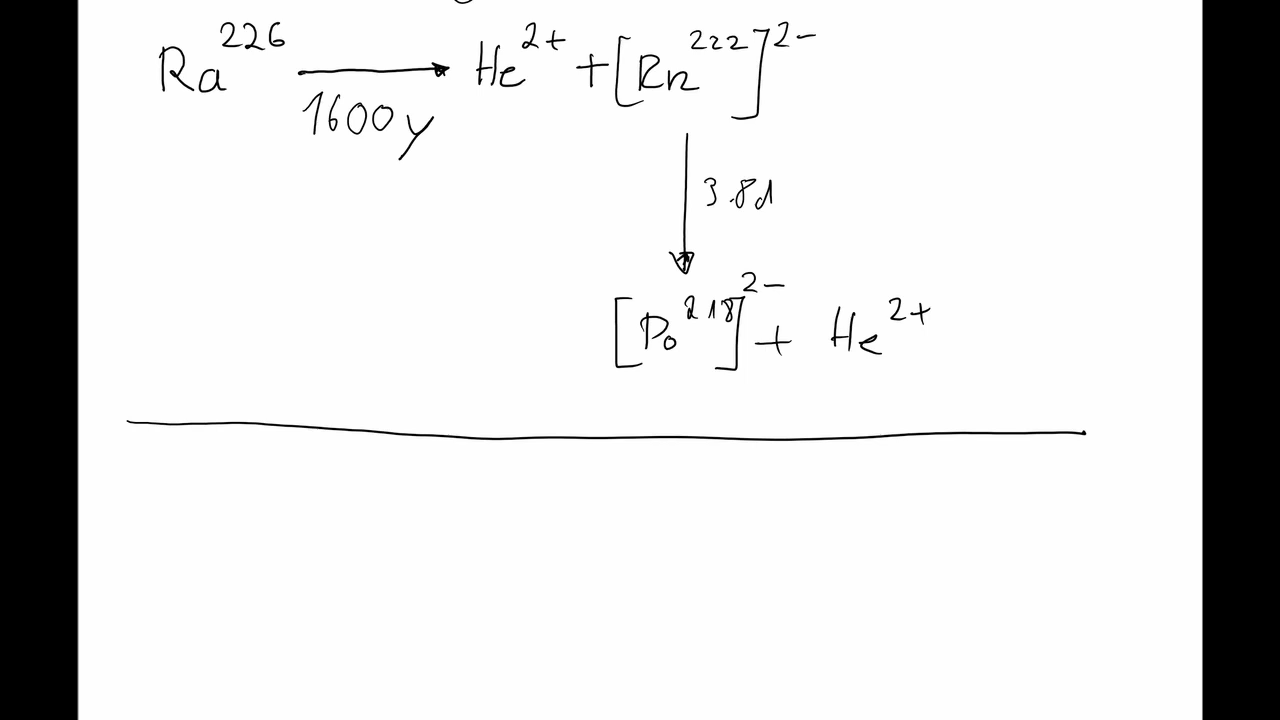 Ra²²⁶ → He²⁺ + [Rn²²²]²⁻
1600y
3.8d
[Po²¹⁸]²⁻ + He²⁺